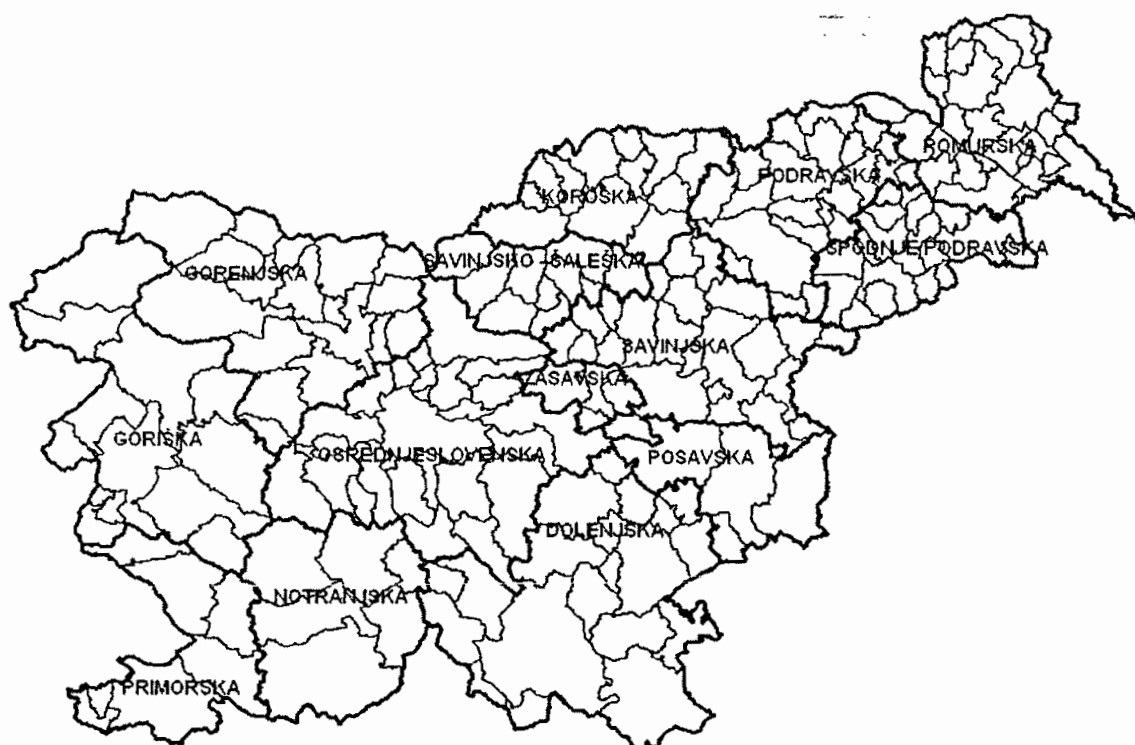 POMURSKA
PODRAVSKA
KOROŠKA
SPODNJEPODRAVSKA
SAVINJSKO -ŠALEŠKA
GORENJSKA
SAVINJSKA
ZASAVSKA
GORIŠKA
OSREDNJESLOVENSKA
POSAVSKA
DOLENJSKA
NOTRANJSKA
PRIMORSKA